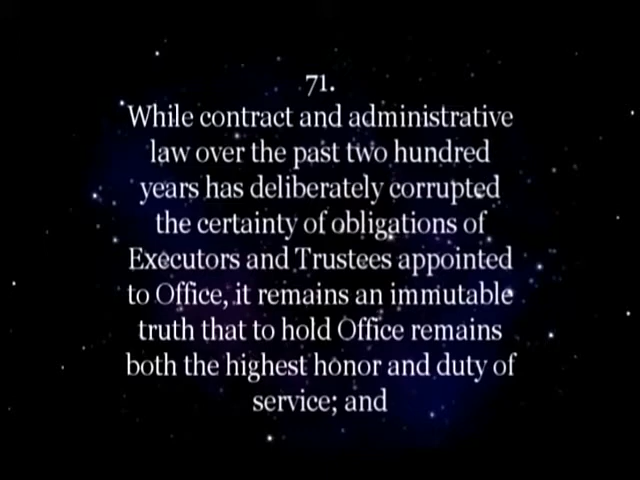 71.
While contract and administrative
law over the past two hundred
years has deliberately corrupted
the certainty of obligations of
Executors and Trustees appointed
to Office, it remains an immutable
truth that to hold Office remains
both the highest honor and duty of
service; and